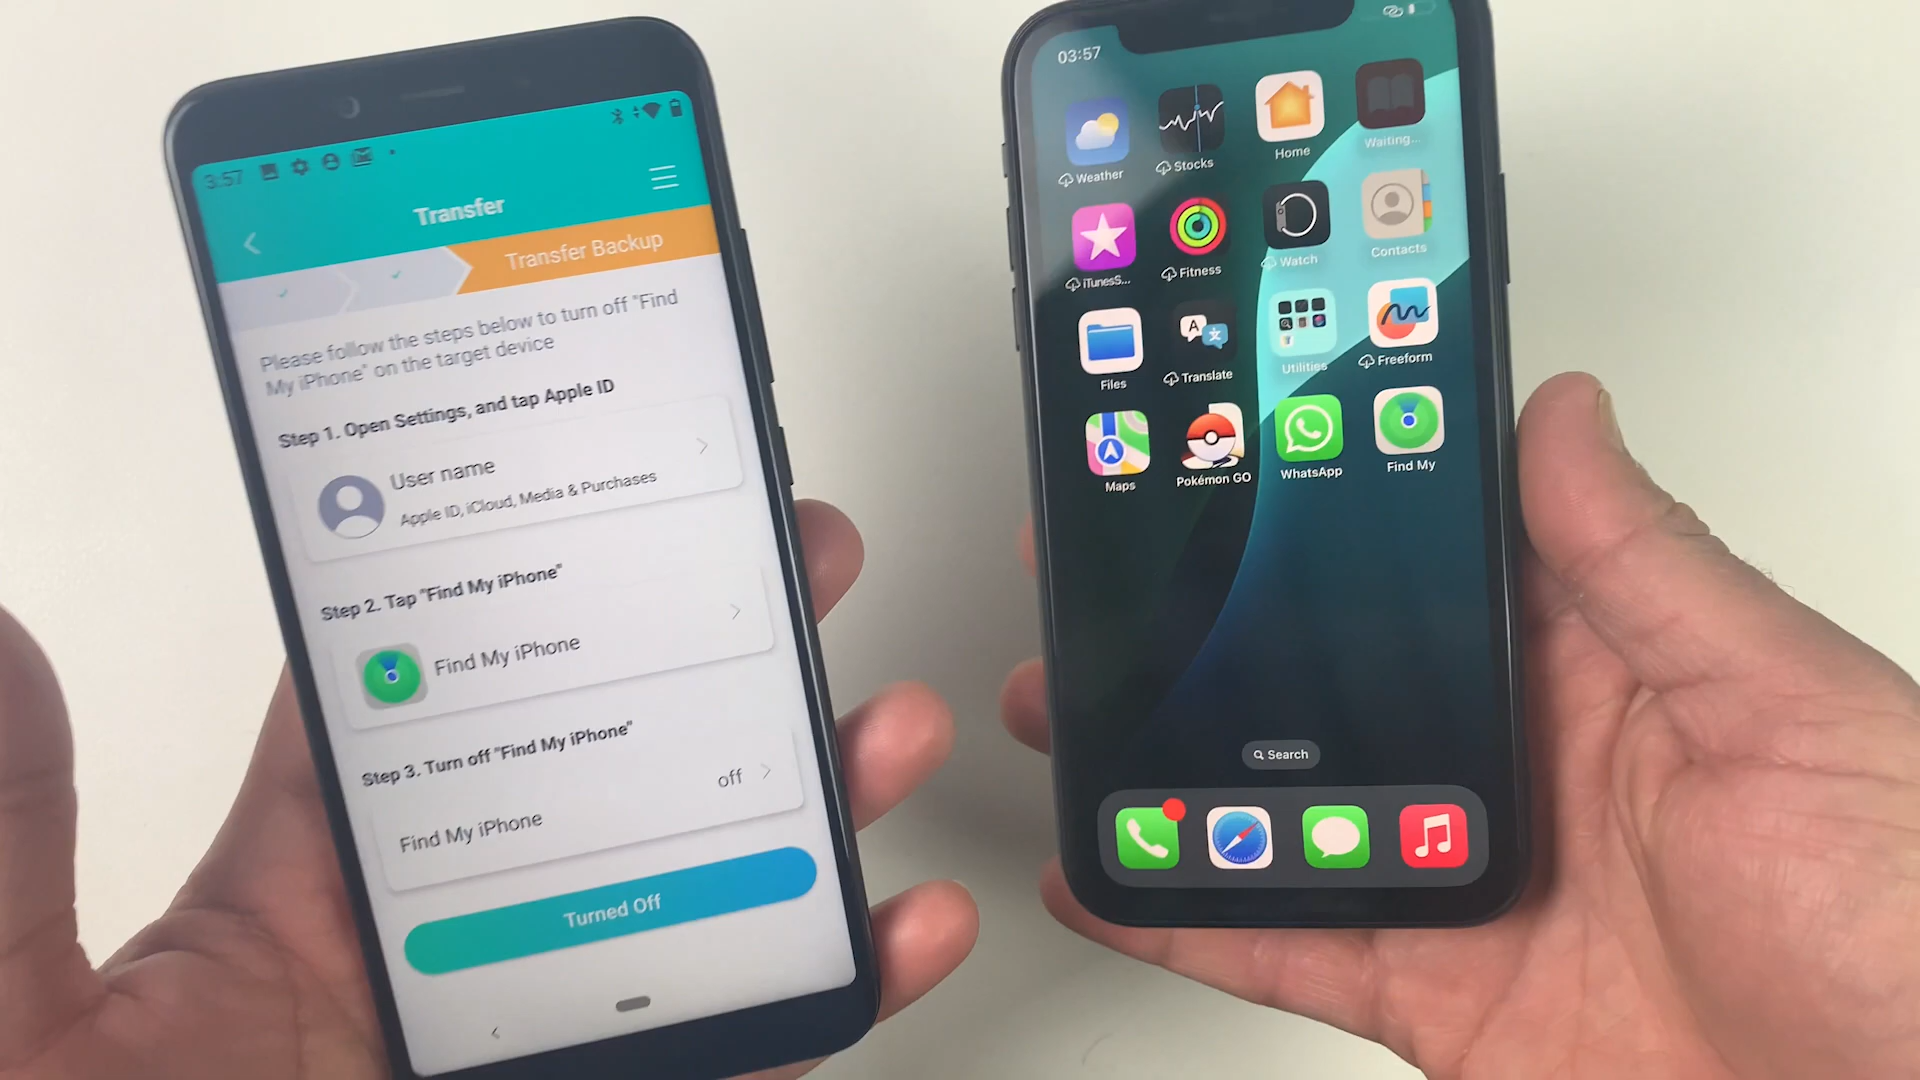 3:57
Transfer
Transfer Backup
Please follow the steps below to turn off "Find
My iPhone" on the target device
Step 1. Open Settings, and tap Apple ID
User name
Apple ID, iCloud, Media & Purchases
Step 2. Tap "Find My iPhone"
Find My iPhone
Step 3. Turn off "Find My iPhone"
off
Find My iPhone
Turned Off
03:57
Weather
Stocks
Home
Waiting...
iTunesS...
Fitness
Watch
Contacts
Files
Translate
Utilities
Freeform
Maps
Pokémon GO
WhatsApp
Find My
Search